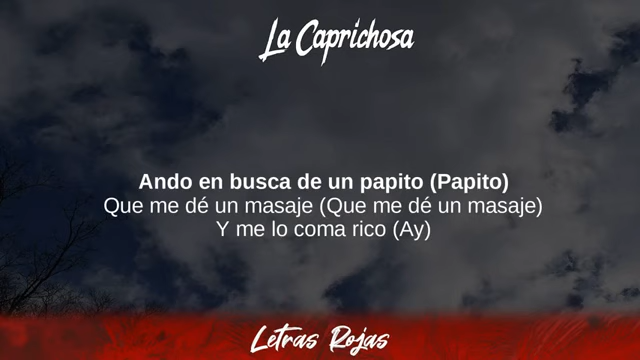 La Caprichosa
Ando en busca de un papito (Papito)
Que me dé un masaje (Que me dé un masaje)
Y me lo coma rico (Ay)
Letras Rojas